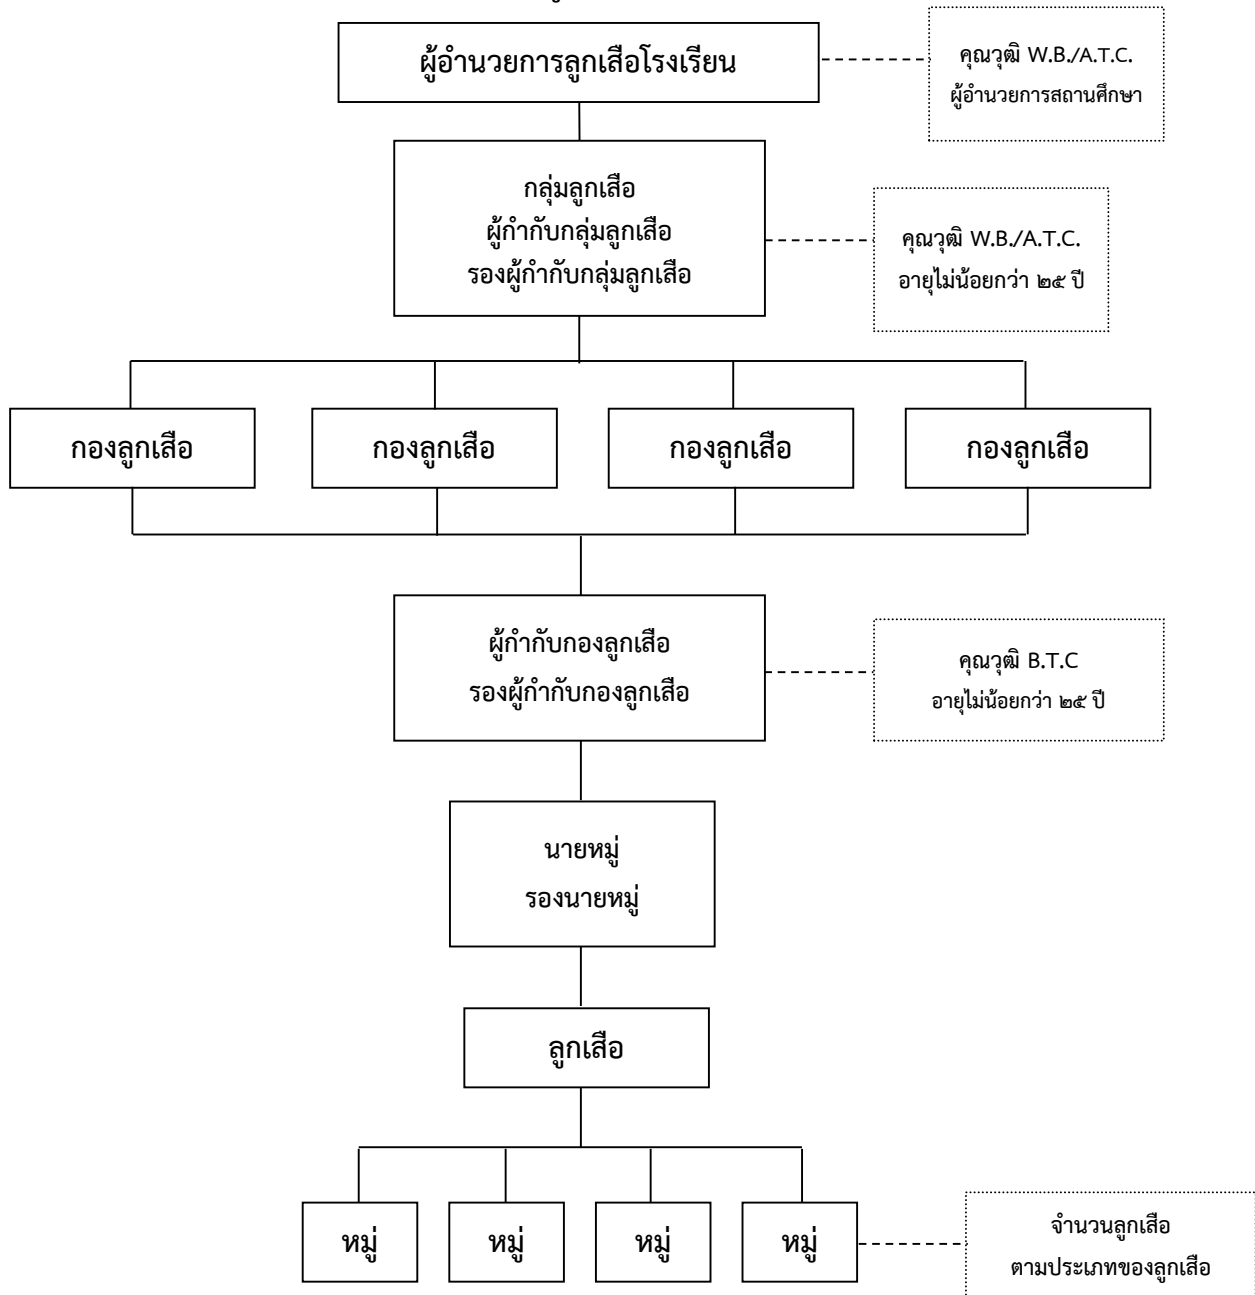 ผู้อำนวยการลูกเสือโรงเรียน
คุณวุฒิ W.B./A.T.C.
ผู้อำนวยการสถานศึกษา
กลุ่มลูกเสือ
ผู้กำกับกลุ่มลูกเสือ
รองผู้กำกับกลุ่มลูกเสือ
คุณวุฒิ W.B./A.T.C.
อายุไม่น้อยกว่า ๒๕ ปี
กองลูกเสือ
กองลูกเสือ
กองลูกเสือ
กองลูกเสือ
ผู้กำกับกองลูกเสือ
รองผู้กำกับกองลูกเสือ
คุณวุฒิ B.T.C
อายุไม่น้อยกว่า ๒๕ ปี
นายหมู่
รองนายหมู่
ลูกเสือ
หมู่
หมู่
หมู่
หมู่
จำนวนลูกเสือ
ตามประเภทของลูกเสือ